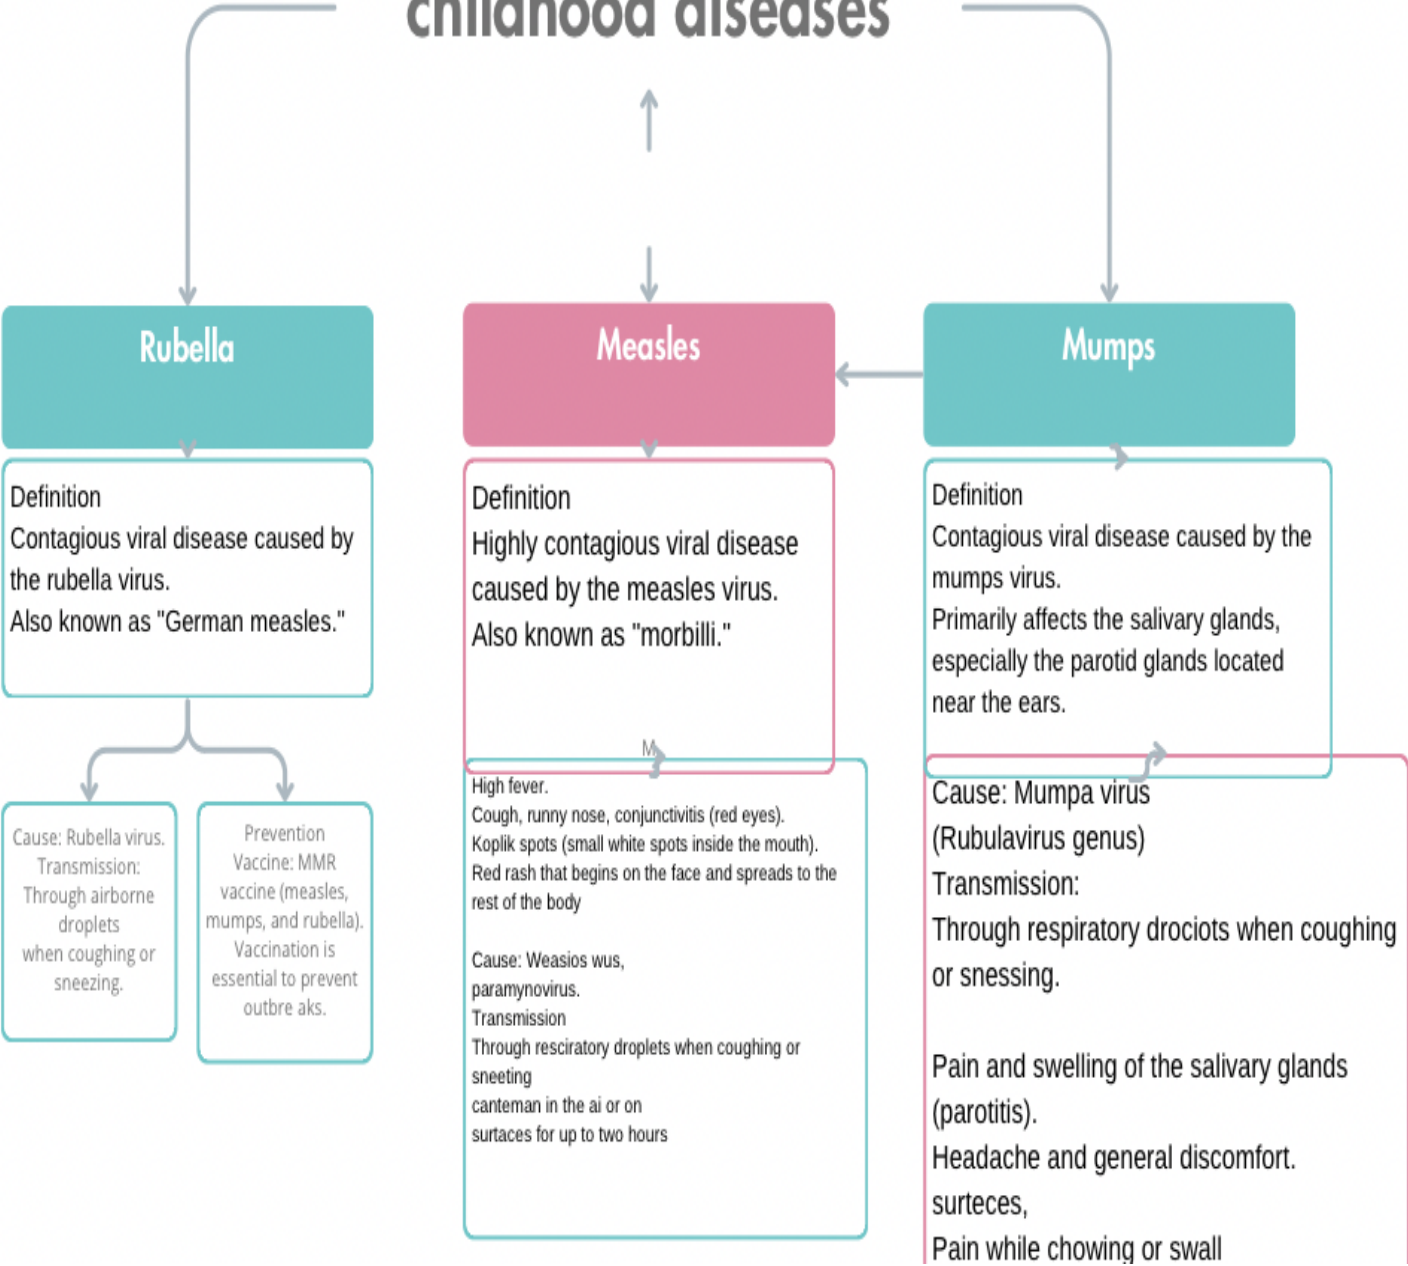 childhood diseases
Rubella
Definition
Contagious viral disease caused by
the rubella virus.
Also known as "German measles."
Cause: Rubella virus.
Transmission:
Through airborne
droplets
when coughing or
sneezing.
Prevention
Vaccine: MMR
vaccine (measles,
mumps, and rubella).
Vaccination is
essential to prevent
outbre aks.
Measles
Definition
Highly contagious viral disease
caused by the measles virus.
Also known as "morbilli."
M
High fever.
Cough, runny nose, conjunctivitis (red eyes).
Koplik spots (small white spots inside the mouth).
Red rash that begins on the face and spreads to the
rest of the body
Cause: Weasios wus,
paramynovirus.
Transmission
Through resciratory droplets when coughing or
sneeting
canteman in the ai or on
surtaces for up to two hours
Mumps
Definition
Contagious viral disease caused by the
mumps virus.
Primarily affects the salivary glands,
especially the parotid glands located
near the ears.
Cause: Mumpa virus
(Rubulavirus genus)
Transmission:
Through respiratory drociots when coughing
or snessing.
Pain and swelling of the salivary glands
(parotitis).
Headache and general discomfort.
surteces,
Pain while chowing or swall